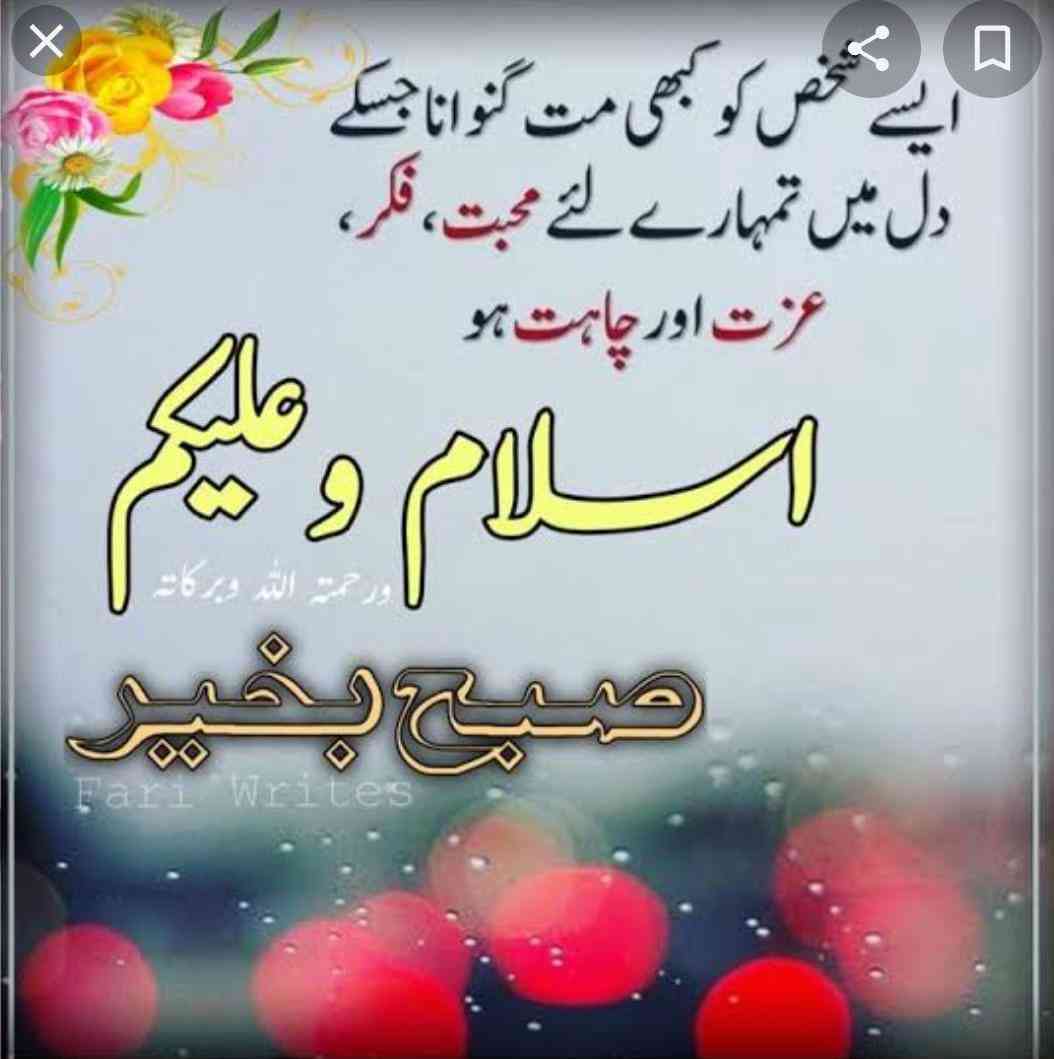 ایسے شخص کو کبھی مت گنوانا جسکے
دل میں تمہارے لئے محبت، فکر،
عزت اور چاہت ہو
اسلام و علیکم
ورحمتہ اللہ وبرکاتہ
صبح بخیر
Fari Writes